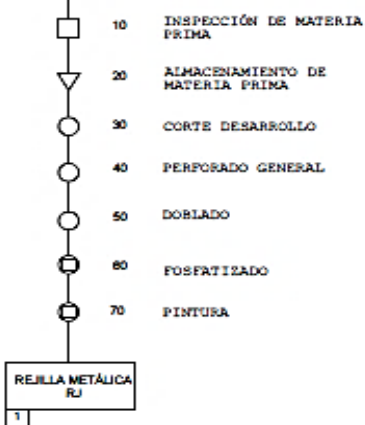 10 INSPECCIÓN DE MATERIA
PRIMA
20 ALMACENAMIENTO DE
MATERIA PRIMA
30 CORTE DESARROLLO
40 PERFORADO GENERAL
50 DOBLADO
60 FOSFATIZADO
70 PINTURA
REJILLA METÁLICA
RJ
1